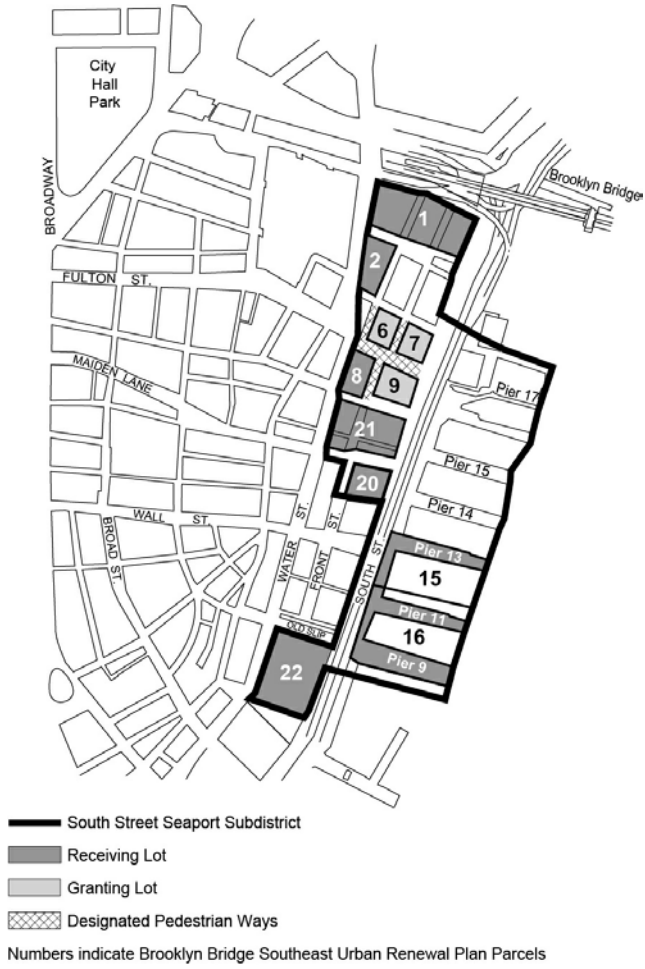 City
Hall
Park
BROADWAY
Brooklyn Bridge
1
2
FULTON ST.
6
7
MAIDEN LANE
8
9
Pier 17
21
Pier 15
20
Pier 14
WALL ST.
BROAD ST.
WATER ST.
FRONT ST.
SOUTH ST.
Pier 13
15
Pier 11
16
Pier 9
OLD SLIP
22
South Street Seaport Subdistrict
Receiving Lot
Granting Lot
Designated Pedestrian Ways
Numbers indicate Brooklyn Bridge Southeast Urban Renewal Plan Parcels